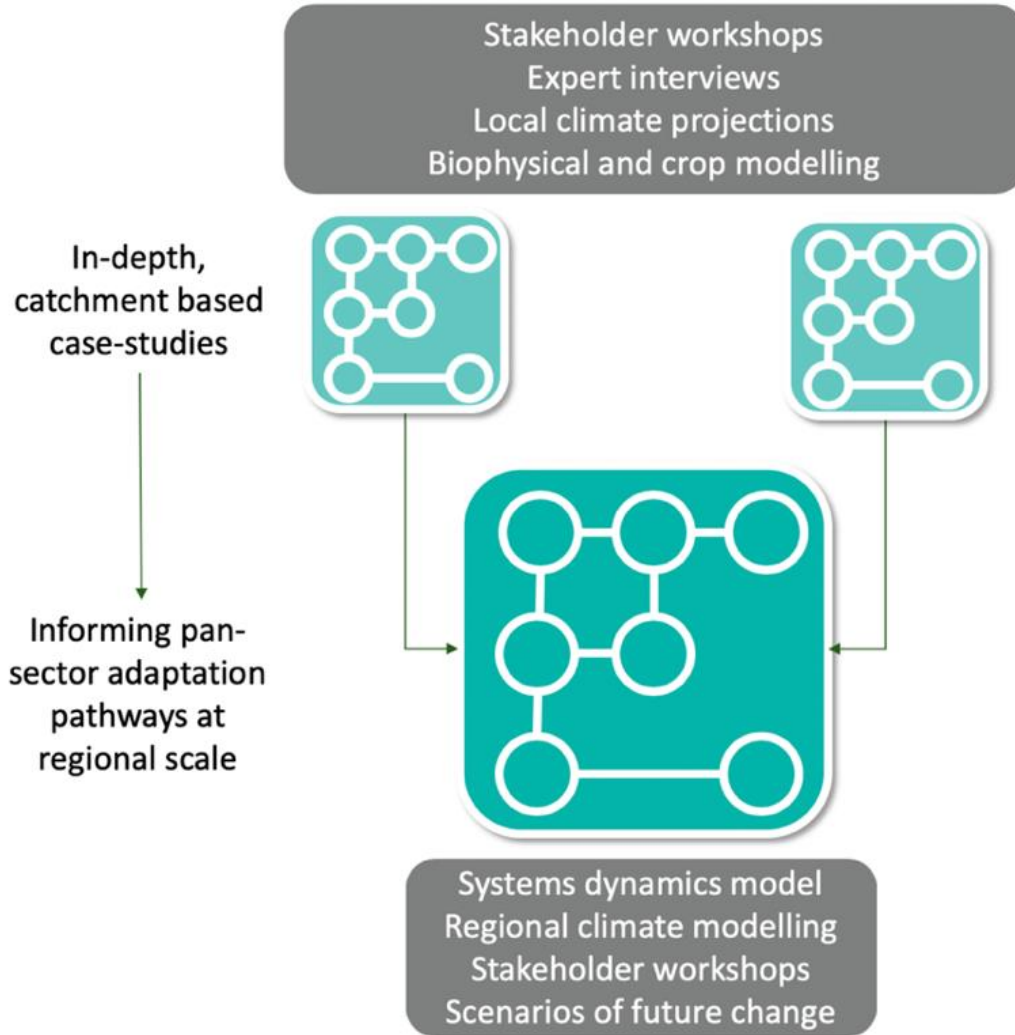 Stakeholder workshops
Expert interviews
Local climate projections
Biophysical and crop modelling
In-depth,
catchment based
case-studies
Informing pan-
sector adaptation
pathways at
regional scale
Systems dynamics model
Regional climate modelling
Stakeholder workshops
Scenarios of future change